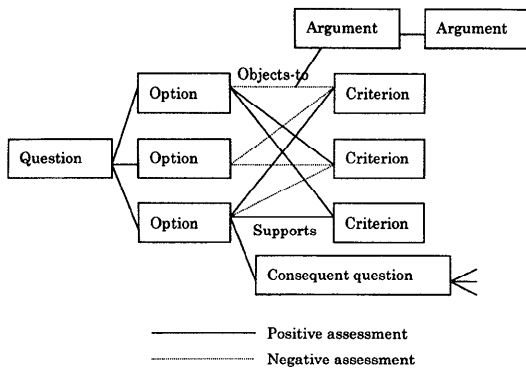 Argument Argument
Objects-to
Option Criterion
Question Option Criterion
Option Criterion
Supports
Consequent question
Positive assessment
Negative assessment